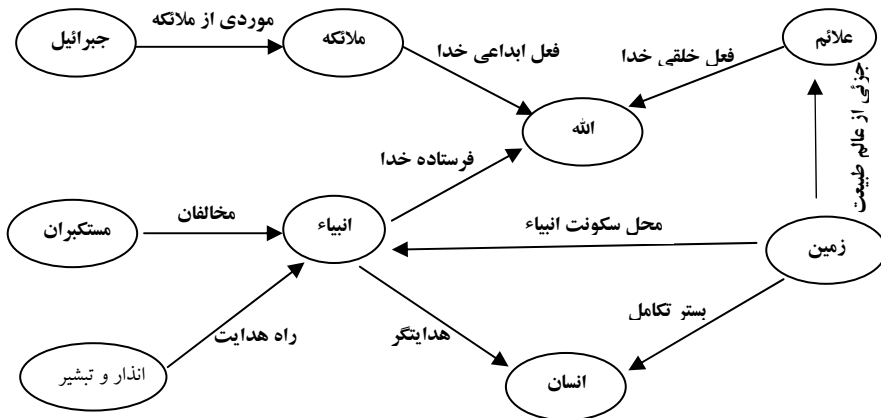 علائم
فعل خلقی خدا
فعل ابداعی خدا
ملائکه
موردی از ملائکه
جبرائیل
جزئی از عالم طبیعت
الله
فرستاده خدا
زمین
محل سکونت انبیاء
انبیاء
مخالفان
مستکبران
بستر تکامل
هدایتگر
راه هدایت
انسان
انذار و تبشیر